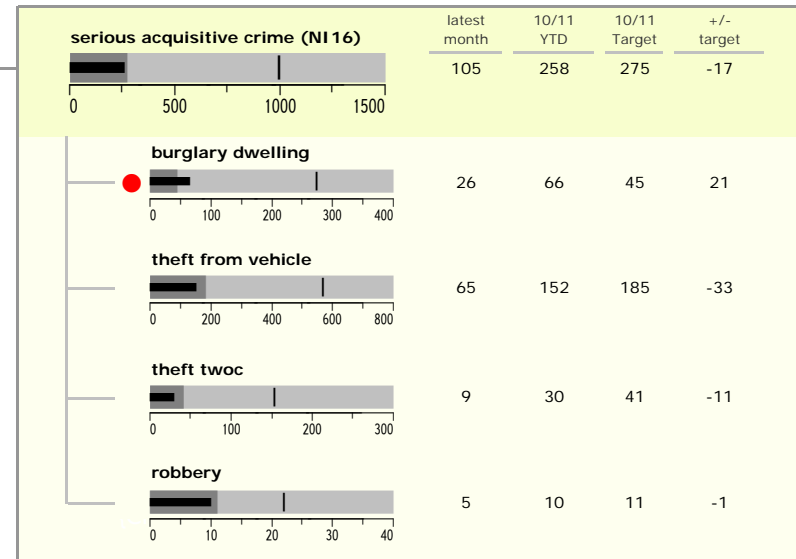 latest 10/11 10/11 +/-
month YTD Target target
serious acquisitive crime (NI16)
105 258 275 -17
0 500 1000 1500
burglary dwelling
26 66 45 21
0 100 200 300 400
theft from vehicle
65 152 185 -33
0 200 400 600 800
theft twoc
9 30 41 -11
0 100 200 300
robbery
5 10 11 -1
0 10 20 30 40